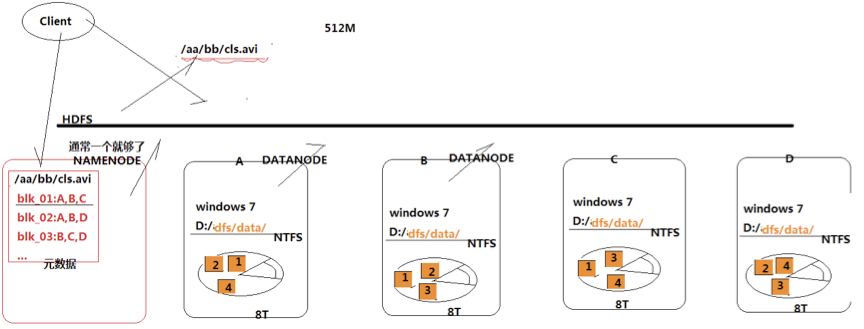 Client
512M
/aa/bb/cls.avi
HDFS
通常一个就够了
NAMENODE
/aa/bb/cls.avi
blk_01:A,B,C
blk_02:A,B,D
blk_03:B,C,D
...
元数据
A
DATANODE
windows 7
D:/.dfs/data/
NTFS
2
1
4
8T
B
DATANODE
windows 7
D:/.dfs/data/
NTFS
1
2
3
8T
C
windows 7
D:/.dfs/data/
NTFS
1
3
4
8T
D
windows 7
D:/.dfs/data/
NTFS
2
4
3
8T